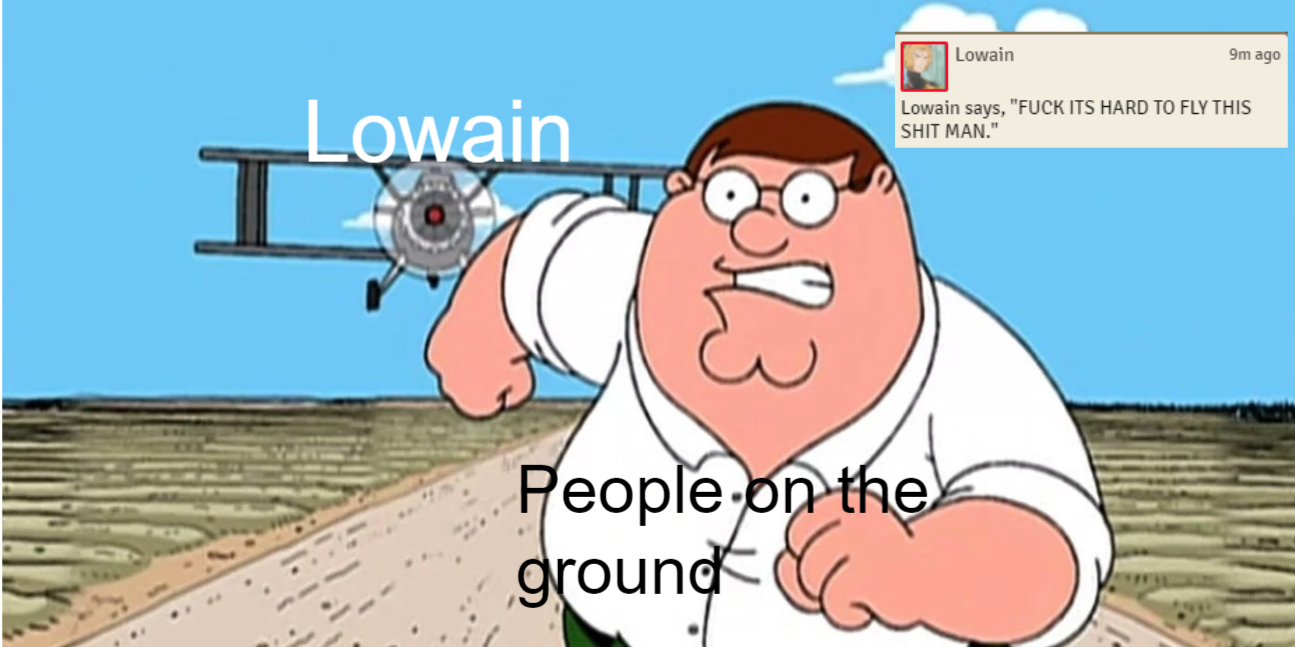 Lowain
9m ago
Lowain says, "FUCK ITS HARD TO FLY THIS
SHIT MAN."
Lowain
People on the
ground